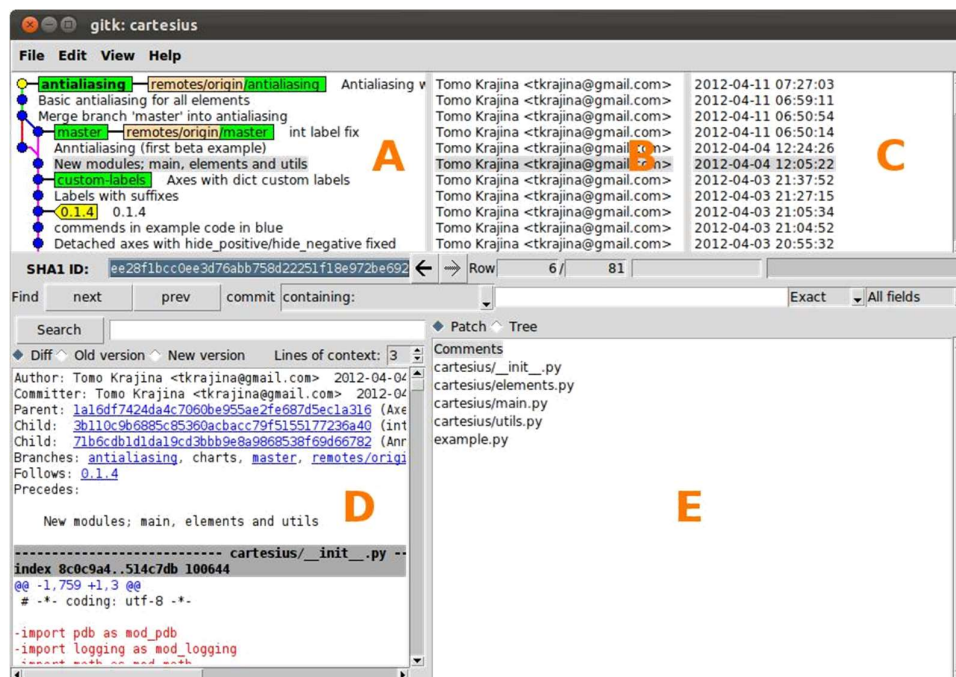 gitk: cartesius
File Edit View Help
antialiasing remotes/origin/antialiasing Antialiasing Tomo Krajina <tkrajina@gmail.com> 2012-04-11 07:27:03
Basic antialiasing for all elements Tomo Krajina <tkrajina@gmail.com> 2012-04-11 06:59:11
Merge branch 'master' into antialiasing Tomo Krajina <tkrajina@gmail.com> 2012-04-11 06:50:54
master remotes/origin/master int label fix Tomo Krajina <tkrajina@gmail.com> 2012-04-11 06:50:14
Anntialiasing (first beta example) Tomo Krajina <tkrajina@gmail.com> 2012-04-04 12:24:26
A B C
New modules; main, elements and utils Tomo Krajina <tkrajina@gmail.com> 2012-04-04 12:05:22
custom-labels Axes with dict custom labels Tomo Krajina <tkrajina@gmail.com> 2012-04-03 21:37:52
Labels with suffixes Tomo Krajina <tkrajina@gmail.com> 2012-04-03 21:27:15
0.1.4 0.1.4 Tomo Krajina <tkrajina@gmail.com> 2012-04-03 21:05:34
commends in example code in blue Tomo Krajina <tkrajina@gmail.com> 2012-04-03 21:04:52
Detached axes with hide_positive/hide_negative fixed Tomo Krajina <tkrajina@gmail.com> 2012-04-03 20:55:32
SHA1 ID: ee28f1bcc0ee3d76abb758d22251f18e972be692 Row 6 / 81
Find next prev commit containing: Exact All fields
Search
Diff Old version New version Lines of context: 3
Author: Tomo Krajina <tkrajina@gmail.com> 2012-04-04
Committer: Tomo Krajina <tkrajina@gmail.com> 2012-04
Parent: 1a16df7424da4c7060be955ae2fe687d5ec1a316 (Axe
Child: 3b110c9b6885c85360acbacc79f5155177236a40 (int
Child: 71b6cdb1d1da19cd3bbb9e8a9868538f69d66782 (Ann
Branches: antialiasing, charts, master, remotes/origi
Follows: 0.1.4
Precedes:
New modules; main, elements and utils
D
--------------------------- cartesius/__init__.py --
index 8c0c9a4..514c7db 100644
@@ -1,759 +1,3 @@
# -*- coding: utf-8 -*-
-import pdb as mod_pdb
-import logging as mod_logging
-import math as mod_math
Patch Tree
Comments
cartesius/__init__.py
cartesius/elements.py
cartesius/main.py
cartesius/utils.py
example.py
E